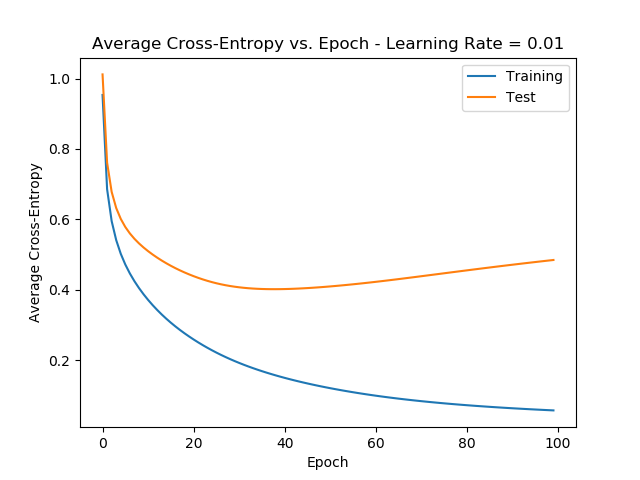 Average Cross-Entropy vs. Epoch - Learning Rate = 0.01
Training
Test
Average Cross-Entropy
1.0
0.8
0.6
0.4
0.2
0 20 40 60 80 100
Epoch